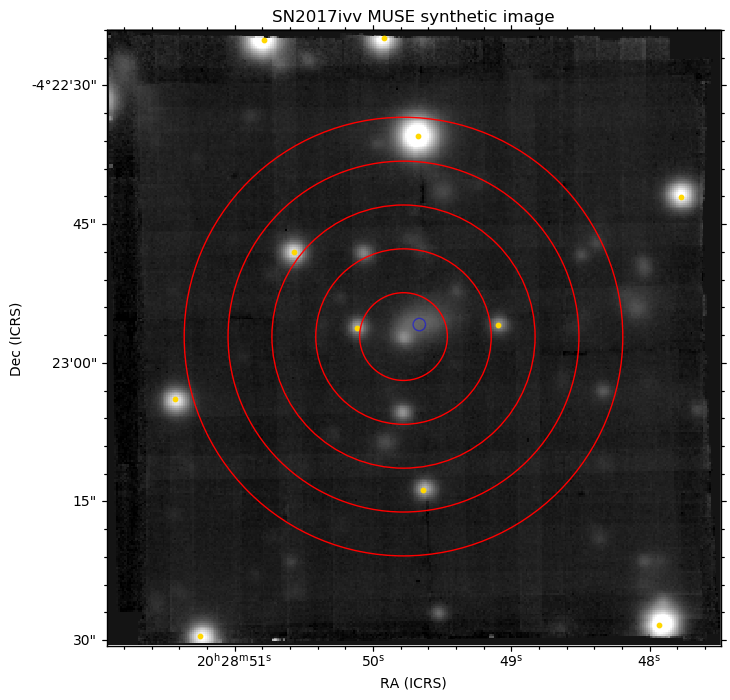 SN2017ivv MUSE synthetic image
-4°22'30"
45"
23'00"
15"
30"
Dec (ICRS)
20ʰ28ᵐ51ˢ
50ˢ
49ˢ
48ˢ
RA (ICRS)